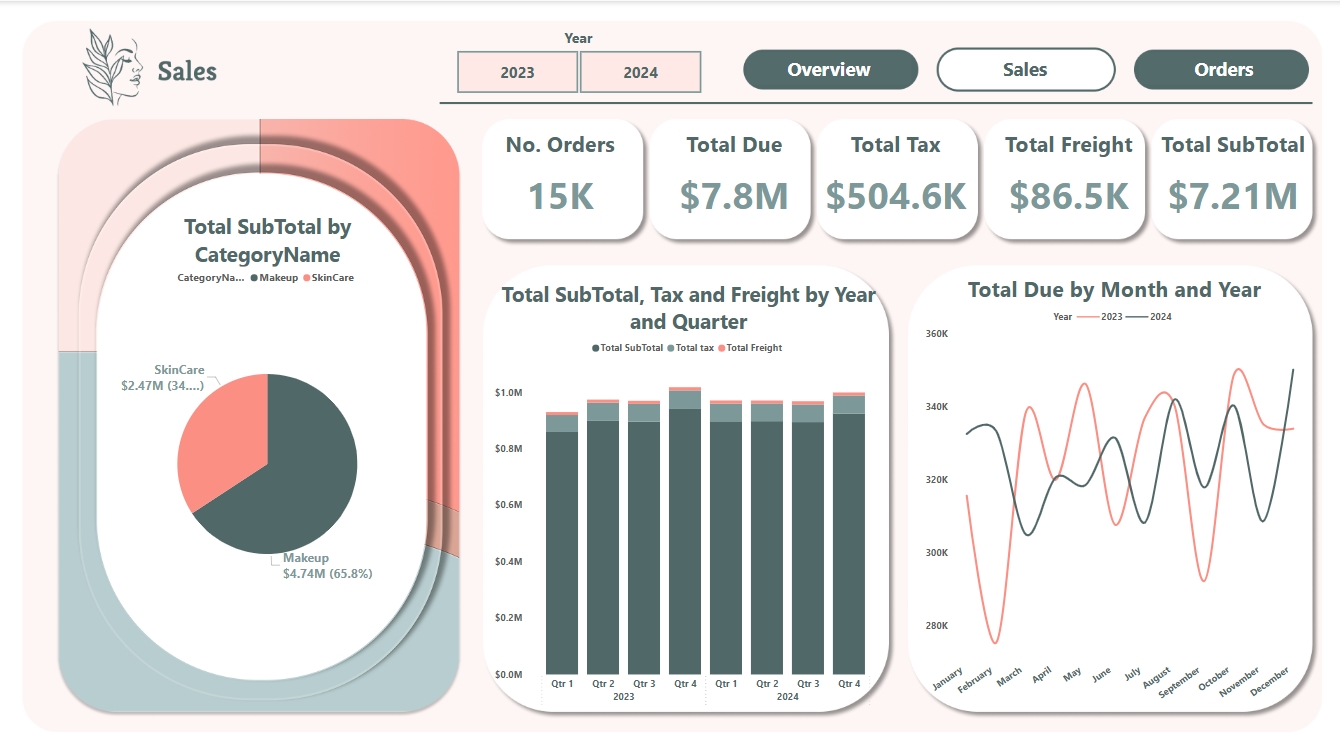 Sales
Year
2023 2024
Overview Sales Orders
Total SubTotal by
CategoryName
CategoryNa... Makeup SkinCare
SkinCare
$2.47M (34....)
Makeup
$4.74M (65.8%)
No. Orders
15K
Total Due
$7.8M
Total Tax
$504.6K
Total Freight
$86.5K
Total SubTotal
$7.21M
Total SubTotal, Tax and Freight by Year
and Quarter
Total SubTotal Total tax Total Freight
$1.0M
$0.8M
$0.6M
$0.4M
$0.2M
$0.0M
Qtr 1 Qtr 2 Qtr 3 Qtr 4 Qtr 1 Qtr 2 Qtr 3 Qtr 4
2023 2024
Total Due by Month and Year
Year 2023 2024
360K
340K
320K
300K
280K
January February March April May June July August September October November December